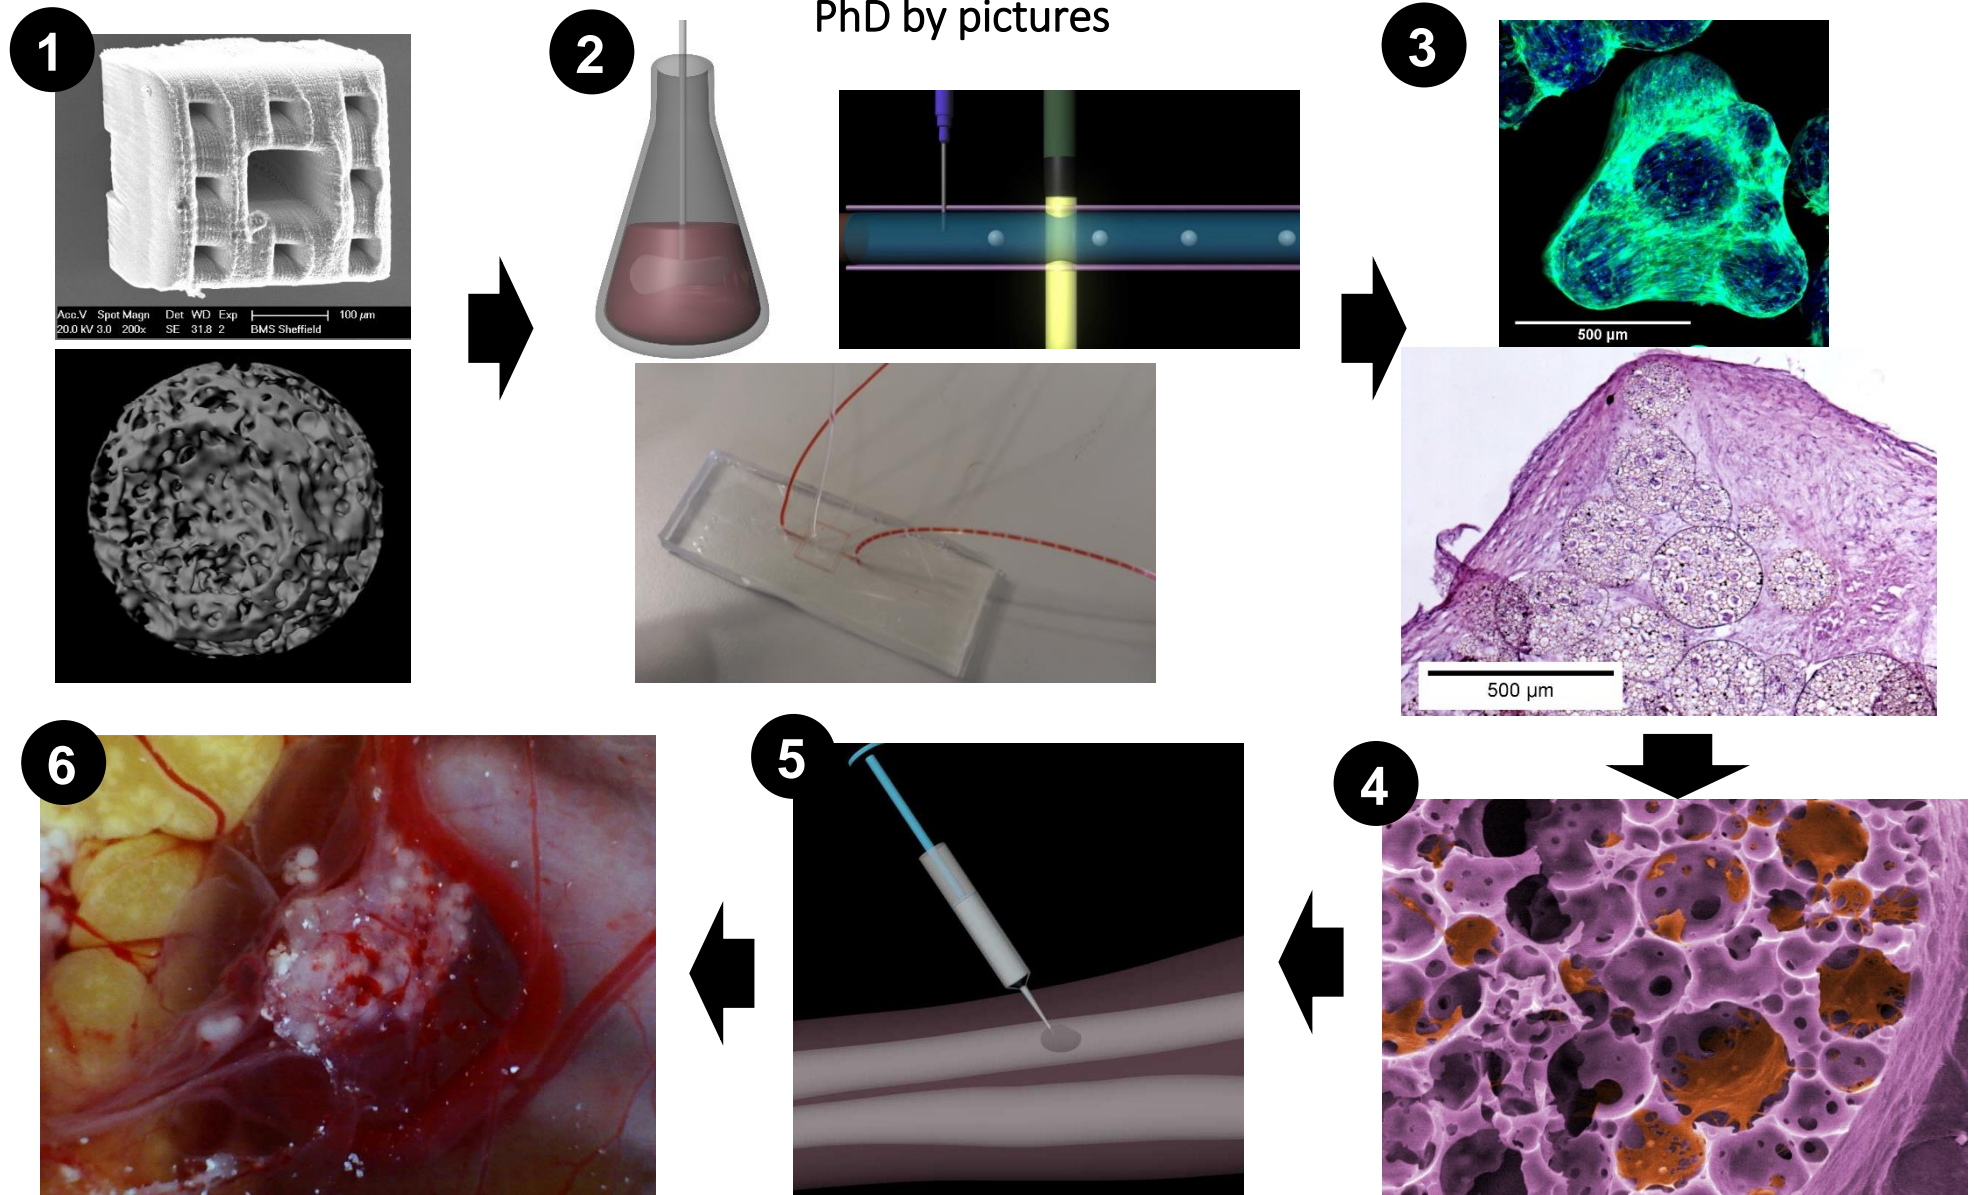 PhD by pictures
1
2
3
Acc.V Spot Magn Det WD Exp 100 µm
20.0 kV 3.0 200x SE 31.8 2 BMS Sheffield
500 µm
500 µm
6
5
4